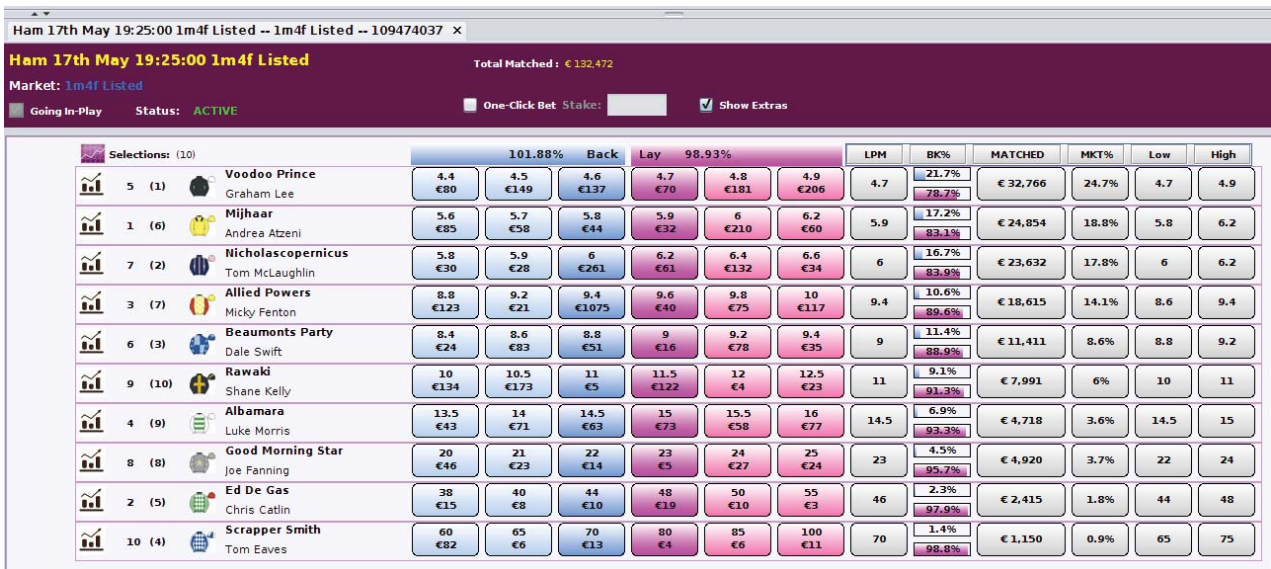 Ham 17th May 19:25:00 1m4f Listed -- 1m4f Listed -- 109474037 ×
Ham 17th May 19:25:00 1m4f Listed
Total Matched : € 132,472
Market: 1m4f Listed
Going In-Play Status: ACTIVE One-Click Bet Stake: Show Extras
Selections: (10) 101.88% Back Lay 98.93% LPM BK% MATCHED MKT% Low High
5 (1) Voodoo Prince 4.4 4.5 4.6 4.7 4.8 4.9 4.7 21.7% € 32,766 24.7% 4.7 4.9
Graham Lee €80 €149 €137 €70 €181 €206 78.7%
1 (6) Mijhaar 5.6 5.7 5.8 5.9 6 6.2 5.9 17.2% € 24,854 18.8% 5.8 6.2
Andrea Atzeni €85 €58 €44 €32 €210 €60 83.1%
7 (2) Nicholascopernicus 5.8 5.9 6 6.2 6.4 6.6 6 16.7% € 23,632 17.8% 6 6.2
Tom McLaughlin €30 €28 €261 €61 €132 €34 83.9%
3 (7) Allied Powers 8.8 9.2 9.4 9.6 9.8 10 9.4 10.6% € 18,615 14.1% 8.6 9.4
Micky Fenton €123 €21 €1075 €40 €75 €117 89.6%
6 (3) Beaumonts Party 8.4 8.6 8.8 9 9.2 9.4 9 11.4% € 11,411 8.6% 8.8 9.2
Dale Swift €24 €83 €51 €16 €78 €35 88.9%
9 (10) Rawaki 10 10.5 11 11.5 12 12.5 11 9.1% € 7,991 6% 10 11
Shane Kelly €134 €173 €5 €122 €4 €23 91.3%
4 (9) Albamara 13.5 14 14.5 15 15.5 16 14.5 6.9% € 4,718 3.6% 14.5 15
Luke Morris €43 €71 €63 €73 €58 €77 93.3%
8 (8) Good Morning Star 20 21 22 23 24 25 23 4.5% € 4,920 3.7% 22 24
Joe Fanning €46 €23 €14 €5 €27 €24 95.7%
2 (5) Ed De Gas 38 40 44 48 50 55 46 2.3% € 2,415 1.8% 44 48
Chris Catlin €15 €8 €10 €19 €10 €3 97.9%
10 (4) Scrapper Smith 60 65 70 80 85 100 70 1.4% € 1,150 0.9% 65 75
Tom Eaves €82 €6 €13 €4 €6 €11 98.8%